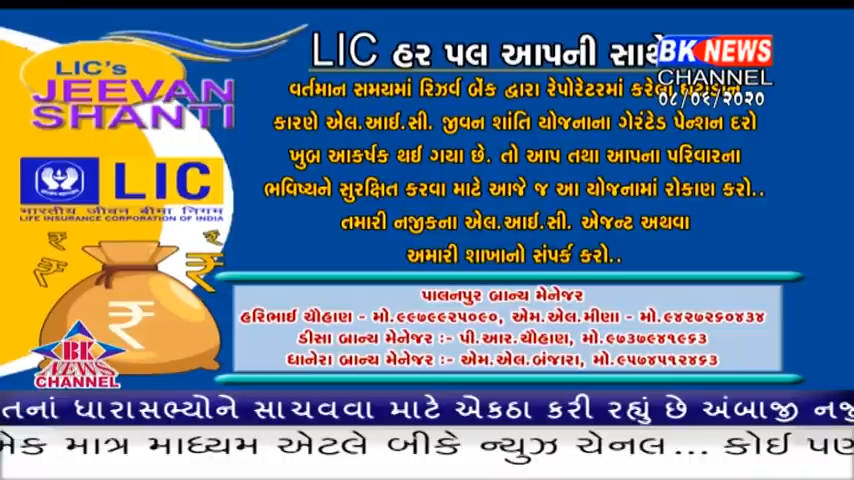 LIC હર પલ આપની સાથે
BK NEWS
CHANNEL
૦૮/૦૬/૨૦૨૦
LIC's
JEEVAN
SHANTI
વર્તમાન સમયમાં રિઝર્વ બેંક દ્વારા રેપોરેટરમાં કરેલા
કારણે એલ.આઈ.સી. જીવન શાંતિ યોજનાના ગેરંટેડ પેન્શન દરો
ખુબ આકર્ષક થઈ ગયા છે. તો આપ તથા આપના પરિવારના
ભવિષ્યને સુરક્ષિત કરવા માટે આજે જ આ યોજનામાં રોકાણ કરો..
તમારી નજીકના એલ.આઈ.સી. એજન્ટ અથવા
અમારી શાખાનો સંપર્ક કરો..
LIC
भारतीय जीवन बीमा निगम
LIFE INSURANCE CORPORATION OF INDIA
પાલનપુર બ્રાન્ચ મેનેજર
હરિભાઈ ચૌહાણ - મો.૯૯૭૯૯૨૫૦૯૦, એમ.એલ.મીણા - મો.૯૪૨૭૨૬૦૪૩૪
ડીસા બ્રાન્ચ મેનેજર :- પી.આર.ચૌહાણ, મો.૯૭૩૭૯૪૧૯૬૩
ધાનેરા બ્રાન્ચ મેનેજર :- એમ.એલ.બંજારા, મો.૯૫૭૪૫૧૨૪૬૩
BK
NEWS
CHANNEL
તનાં ધારાસભ્યોને સાચવવા માટે એકઠા કરી રહ્યું છે અંબાજી નજી
એક માત્ર માધ્યમ એટલે બીકે ન્યુઝ ચેનલ... કોઈ પણ